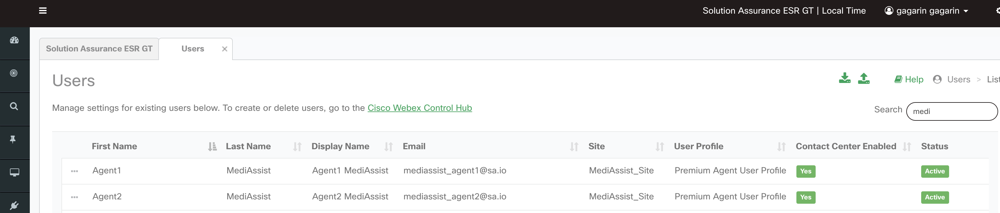 Solution Assurance ESR GT | Local Time gagarin gagarin
Solution Assurance ESR GT Users
Users
Help Users > List
Manage settings for existing users below. To create or delete users, go to the Cisco Webex Control Hub
Search medi
First Name Last Name Display Name Email Site User Profile Contact Center Enabled Status
Agent1 MediAssist Agent1 MediAssist mediassist_agent1@sa.io MediAssist_Site Premium Agent User Profile Yes Active
Agent2 MediAssist Agent2 MediAssist mediassist_agent2@sa.io MediAssist_Site Premium Agent User Profile Yes Active